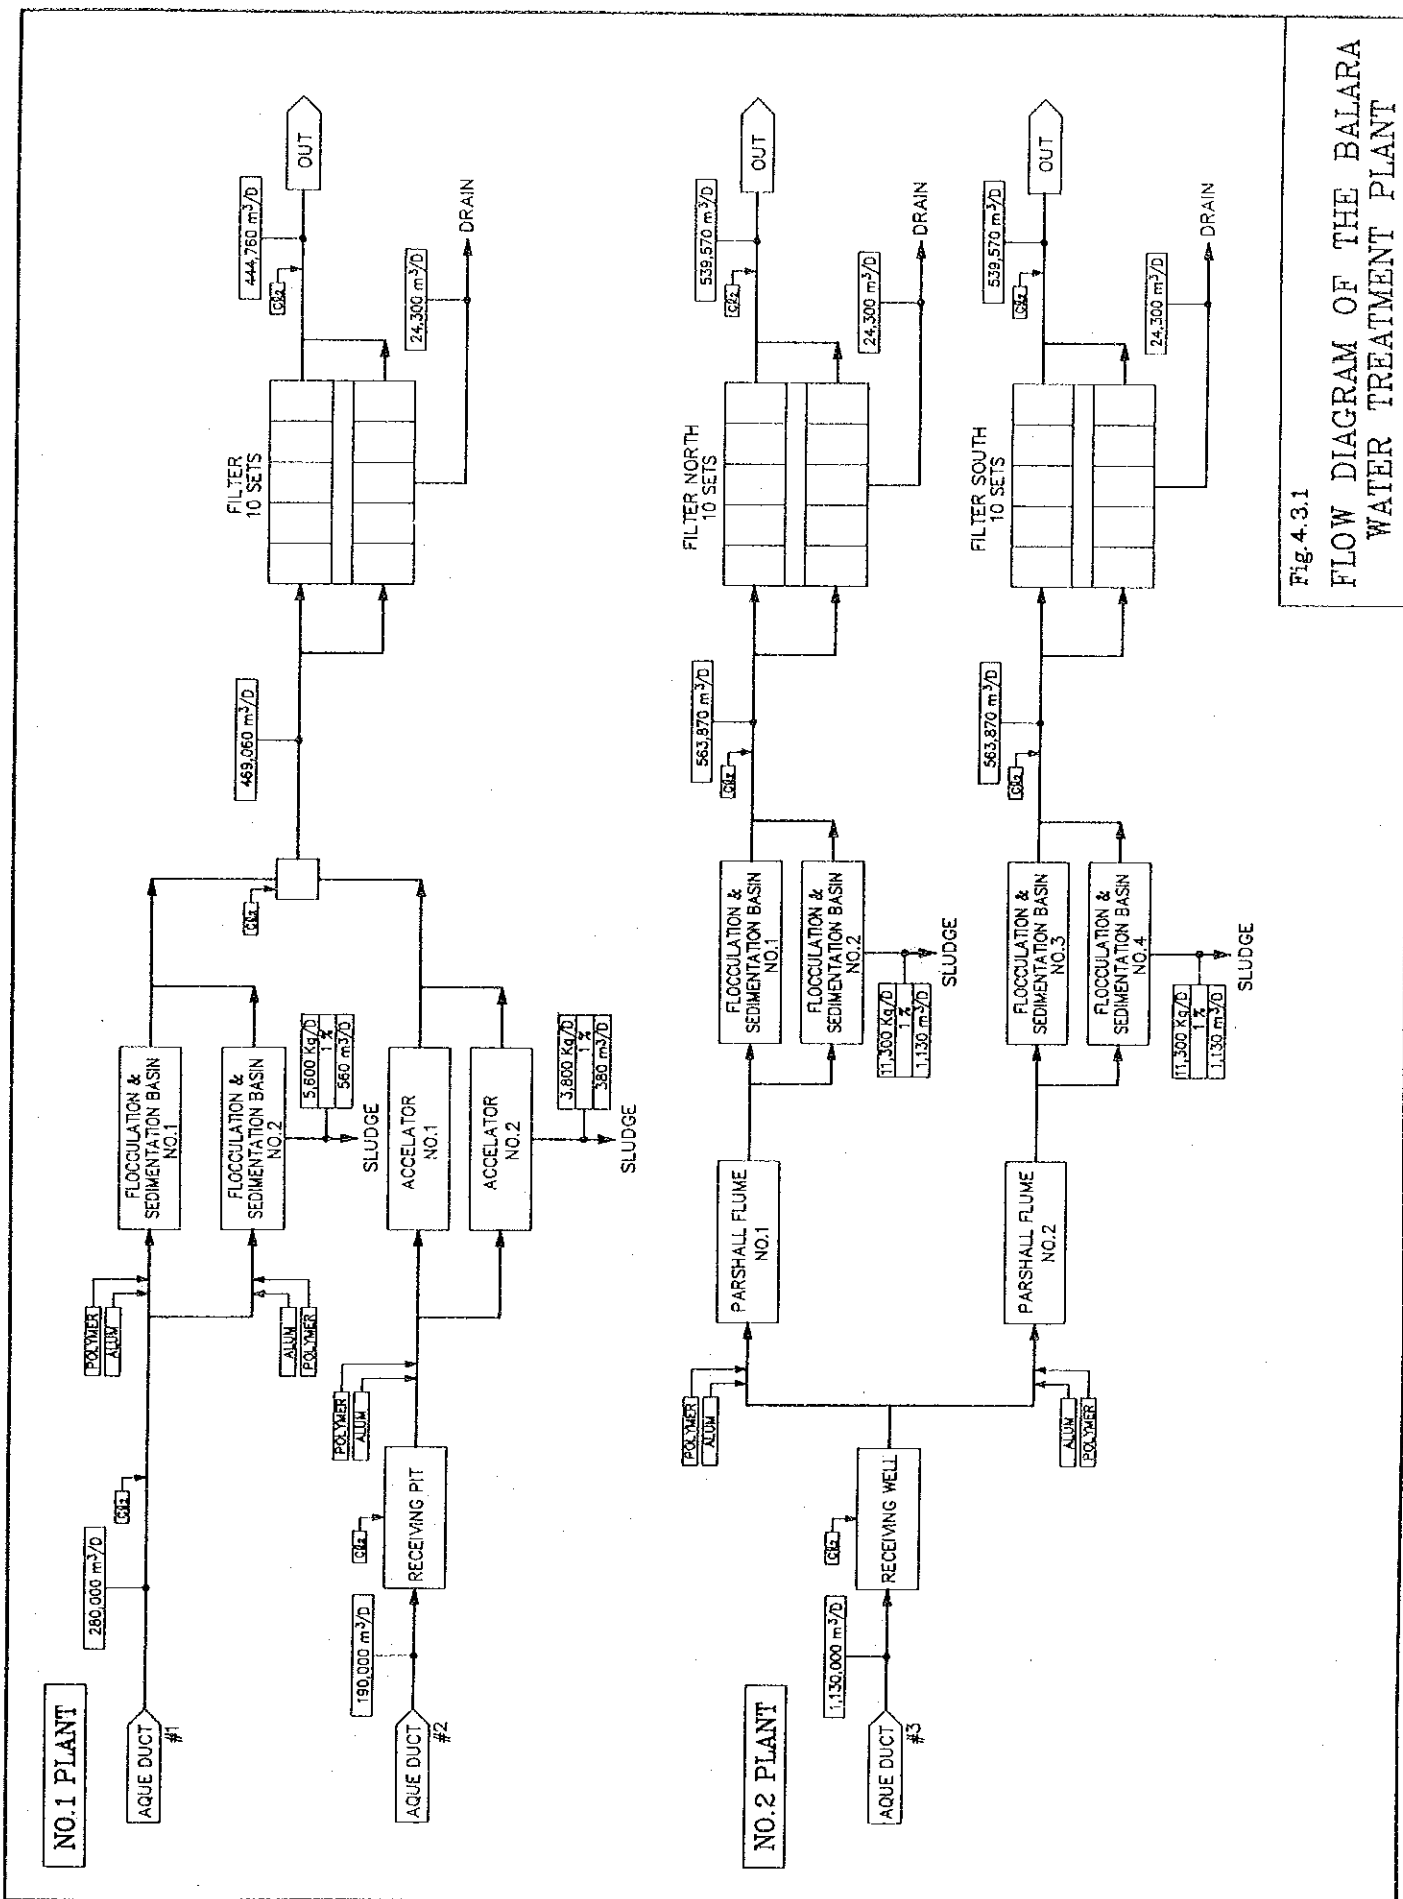 NO.1 PLANT
AQUE DUCT
#1
280,000 m³/D
Cl₂
POLYMER
ALUM
ALUM
POLYMER
FLOCCULATION &
SEDIMENTATION BASIN
NO.1
FLOCCULATION &
SEDIMENTATION BASIN
NO.2
5,600 Kg/D
1 %
560 m³/D
SLUDGE
AQUE DUCT
#2
190,000 m³/D
Cl₂
RECEIVING PIT
POLYMER
ALUM
ACCELATOR
NO.1
ACCELATOR
NO.2
3,800 Kg/D
1 %
380 m³/D
SLUDGE
Cl₂
469,060 m³/D
FILTER
10 SETS
Cl₂
444,760 m³/D
OUT
24,300 m³/D
DRAIN
NO.2 PLANT
AQUE DUCT
#3
1,130,000 m³/D
Cl₂
RECEIVING WELL
POLYMER
ALUM
ALUM
POLYMER
PARSHALL FLUME
NO.1
FLOCCULATION &
SEDIMENTATION BASIN
NO.1
FLOCCULATION &
SEDIMENTATION BASIN
NO.2
11,300 Kg/D
1 %
1,130 m³/D
SLUDGE
Cl₂
563,870 m³/D
FILTER NORTH
10 SETS
Cl₂
539,570 m³/D
OUT
24,300 m³/D
DRAIN
PARSHALL FLUME
NO.2
FLOCCULATION &
SEDIMENTATION BASIN
NO.3
FLOCCULATION &
SEDIMENTATION BASIN
NO.4
11,300 Kg/D
1 %
1,130 m³/D
SLUDGE
Cl₂
563,870 m³/D
FILTER SOUTH
10 SETS
Cl₂
539,570 m³/D
OUT
24,300 m³/D
DRAIN
Fig.4.3.1
FLOW DIAGRAM OF THE BALARA
WATER TREATMENT PLANT